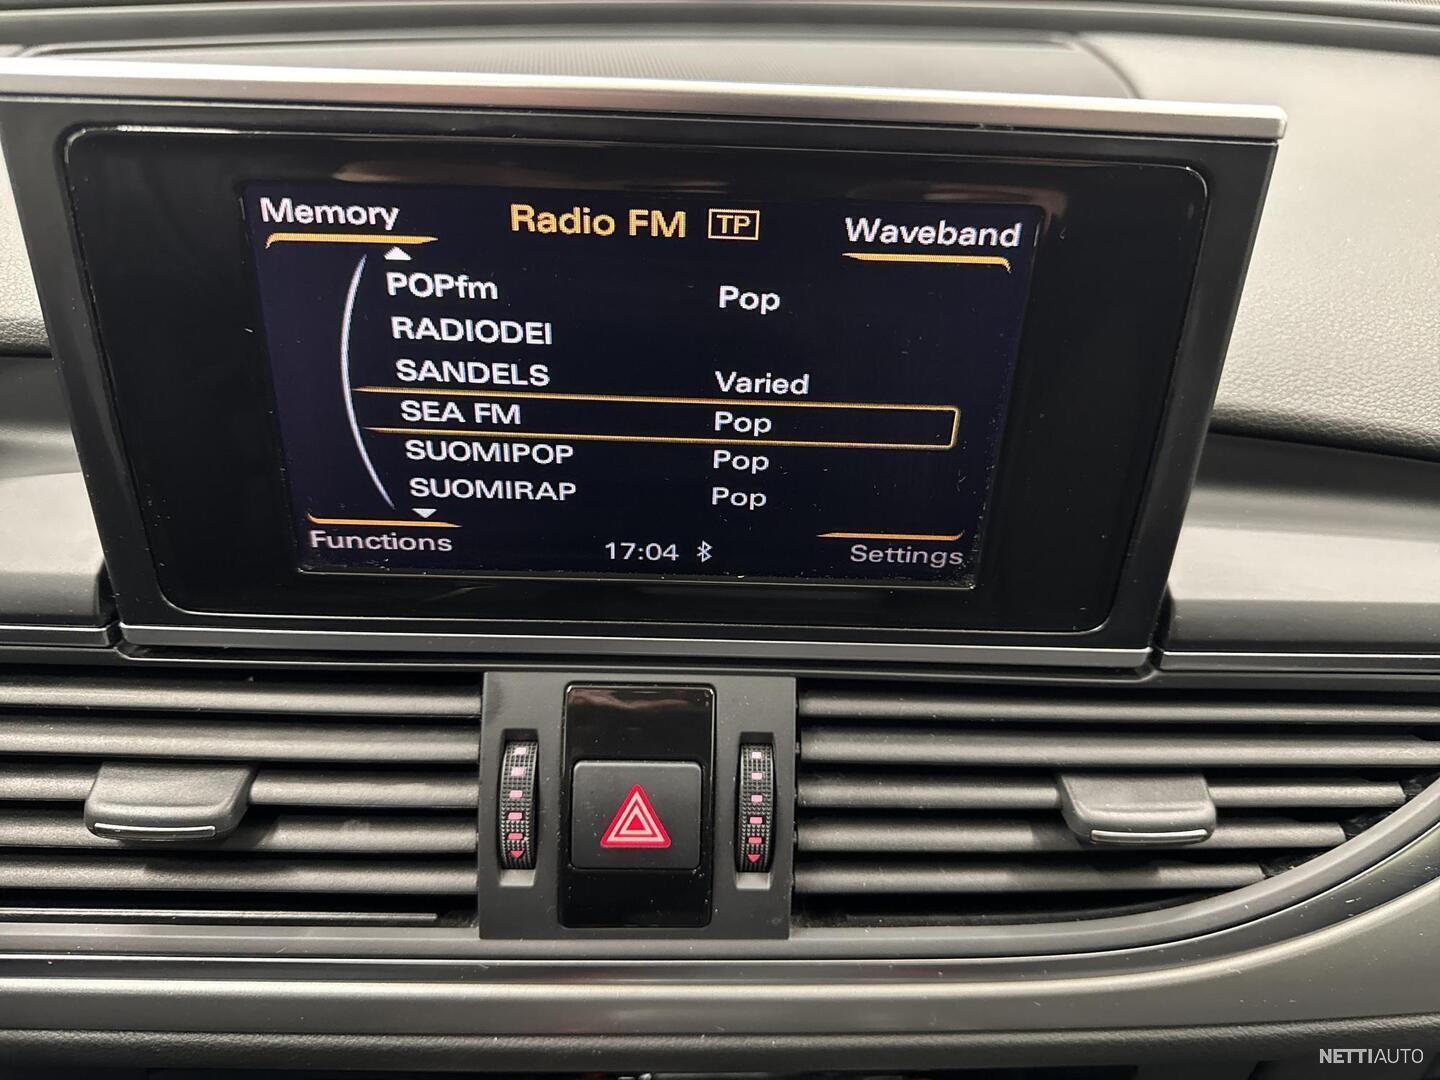 Memory Radio FM TP Waveband
POPfm Pop
RADIODEI
SANDELS Varied
SEA FM Pop
SUOMIPOP Pop
SUOMIRAP Pop
Functions 17:04 Settings
NETTIAUTO